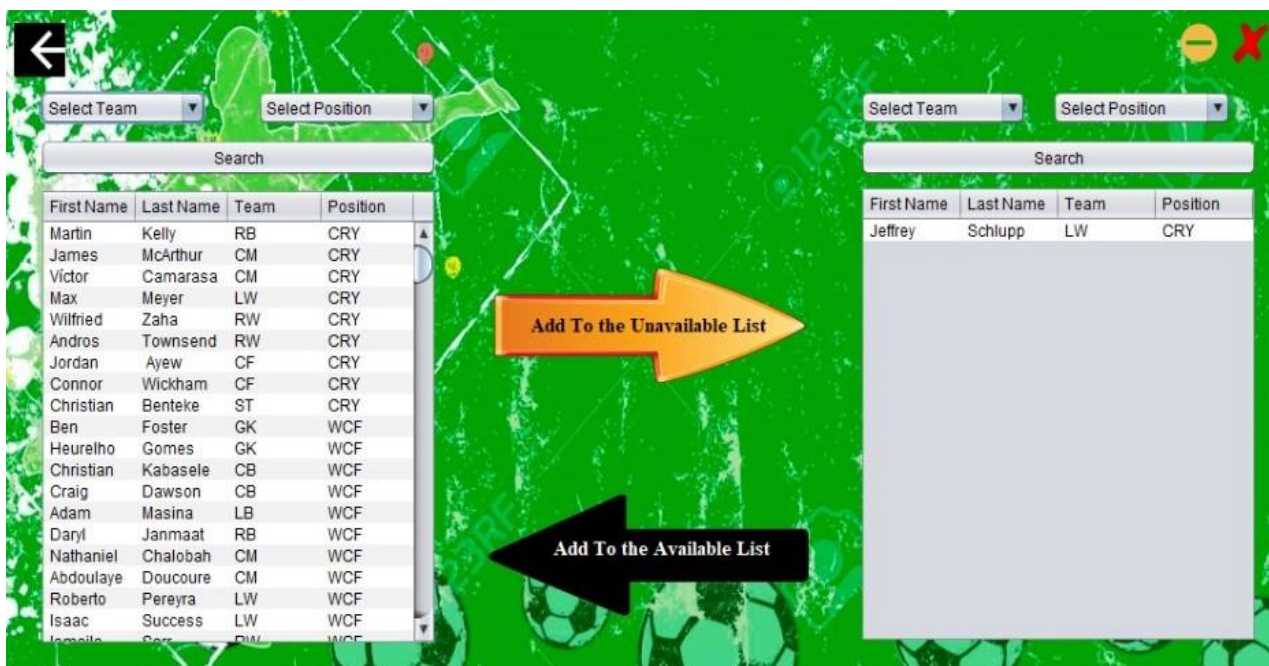 Select Team Select Position
Search
First Name Last Name Team Position
Martin Kelly RB CRY
James McArthur CM CRY
Víctor Camarasa CM CRY
Max Meyer LW CRY
Wilfried Zaha RW CRY
Andros Townsend RW CRY
Jordan Ayew CF CRY
Connor Wickham CF CRY
Christian Benteke ST CRY
Ben Foster GK WCF
Heurelho Gomes GK WCF
Christian Kabasele CB WCF
Craig Dawson CB WCF
Adam Masina LB WCF
Daryl Janmaat RB WCF
Nathaniel Chalobah CM WCF
Abdoulaye Doucoure CM WCF
Roberto Pereyra LW WCF
Isaac Success LW WCF
Add To the Unavailable List
Add To the Available List
Select Team Select Position
Search
First Name Last Name Team Position
Jeffrey Schlupp LW CRY
123RF
123RF